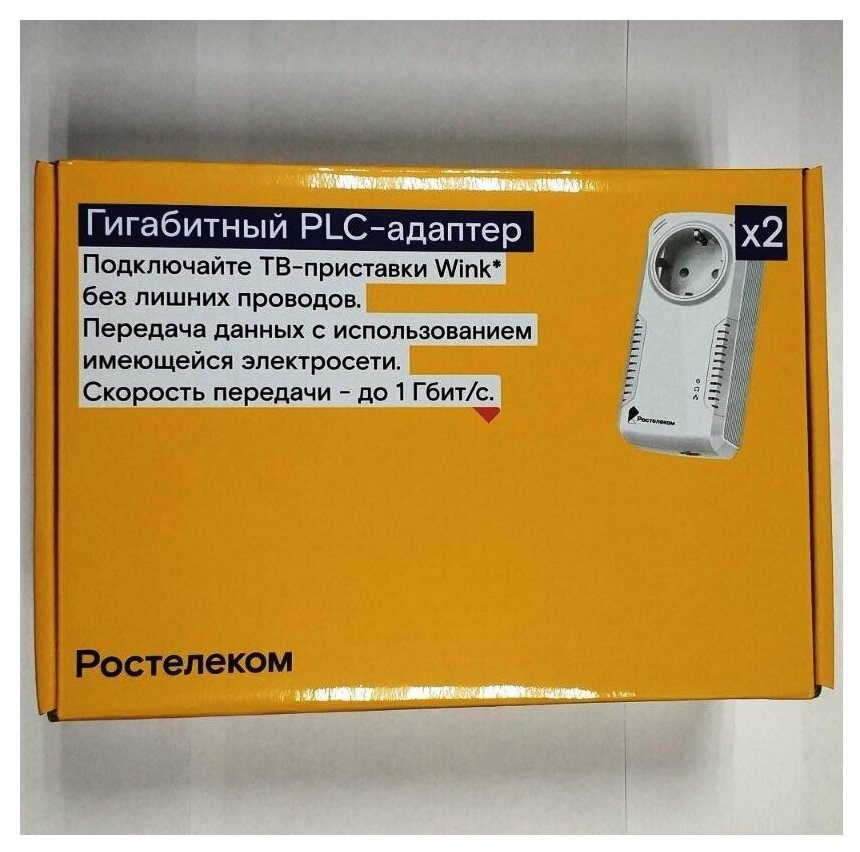 Гигабитный PLC-адаптер
x2
Подключайте ТВ-приставки Wink*
без лишних проводов.
Передача данных с использованием
имеющейся электросети.
Скорость передачи - до 1 Гбит/с.
Ростелеком
Ростелеком